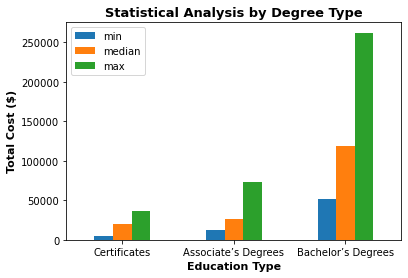 Statistical Analysis by Degree Type
min
median
max
250000
200000
150000
100000
50000
0
Total Cost ($)
Certificates
Associate’s Degrees
Bachelor’s Degrees
Education Type